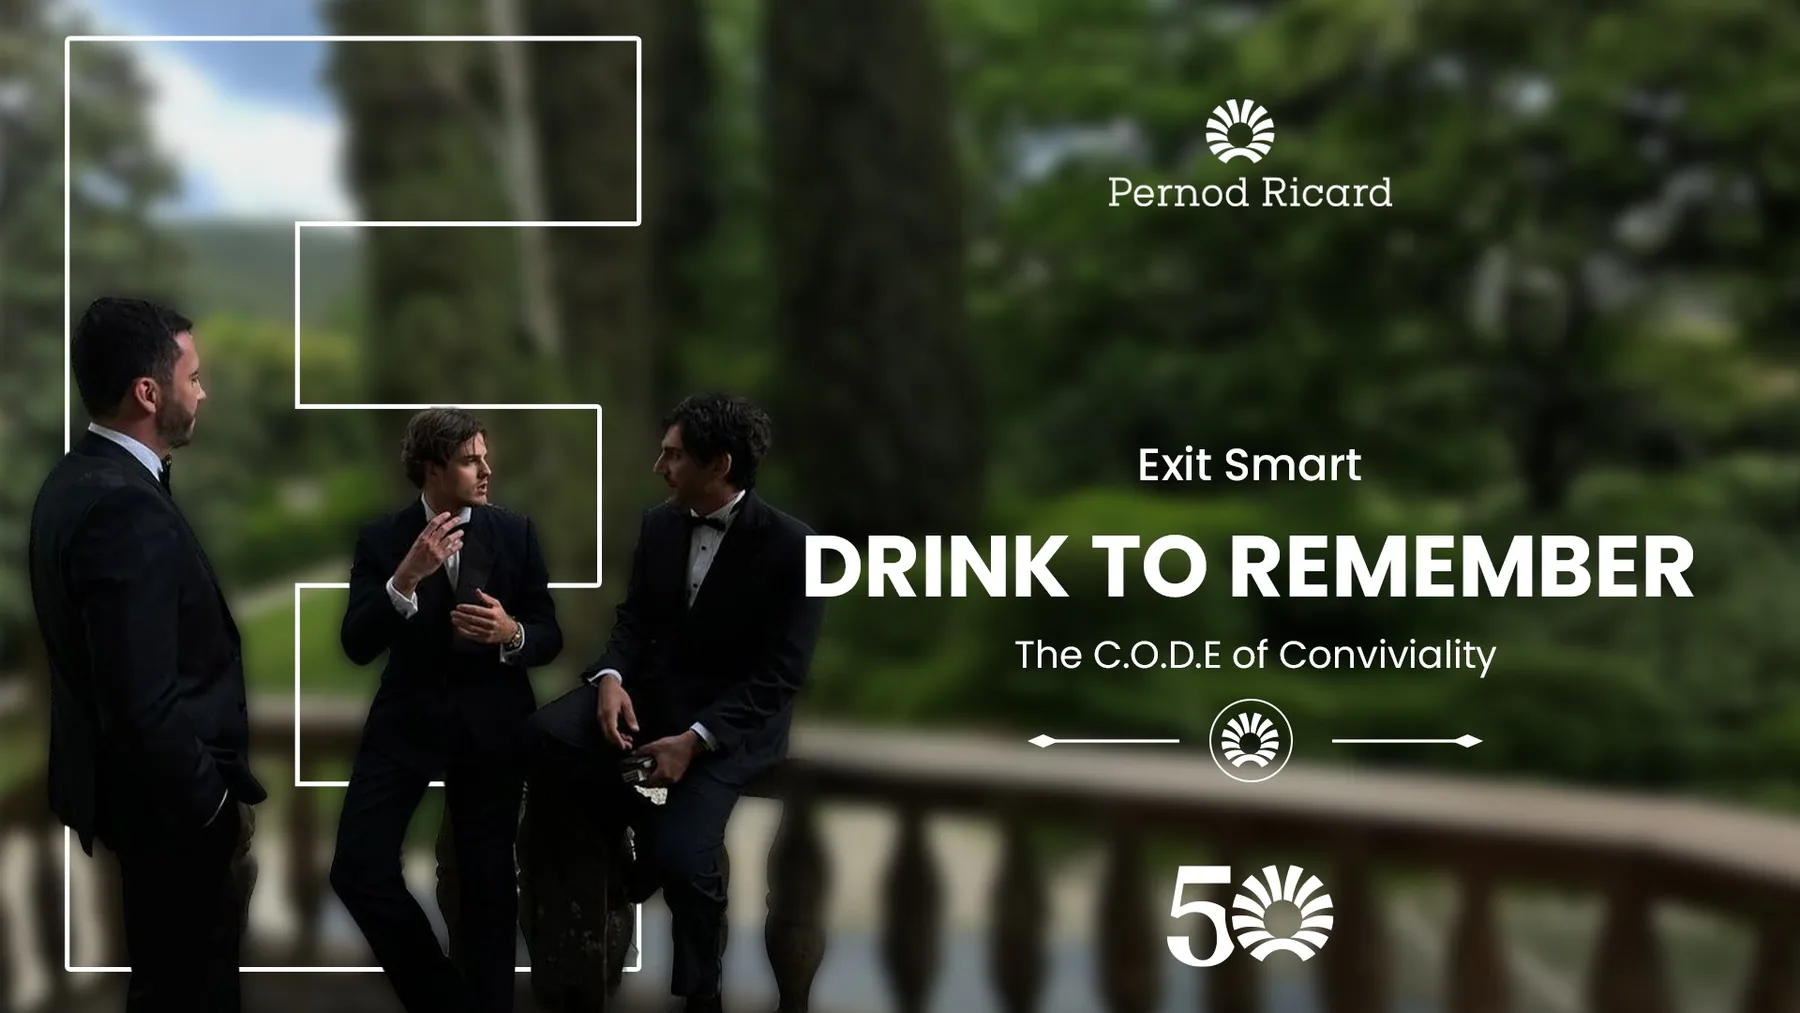 E
Pernod Ricard
Exit Smart
DRINK TO REMEMBER
The C.O.D.E of Conviviality
50